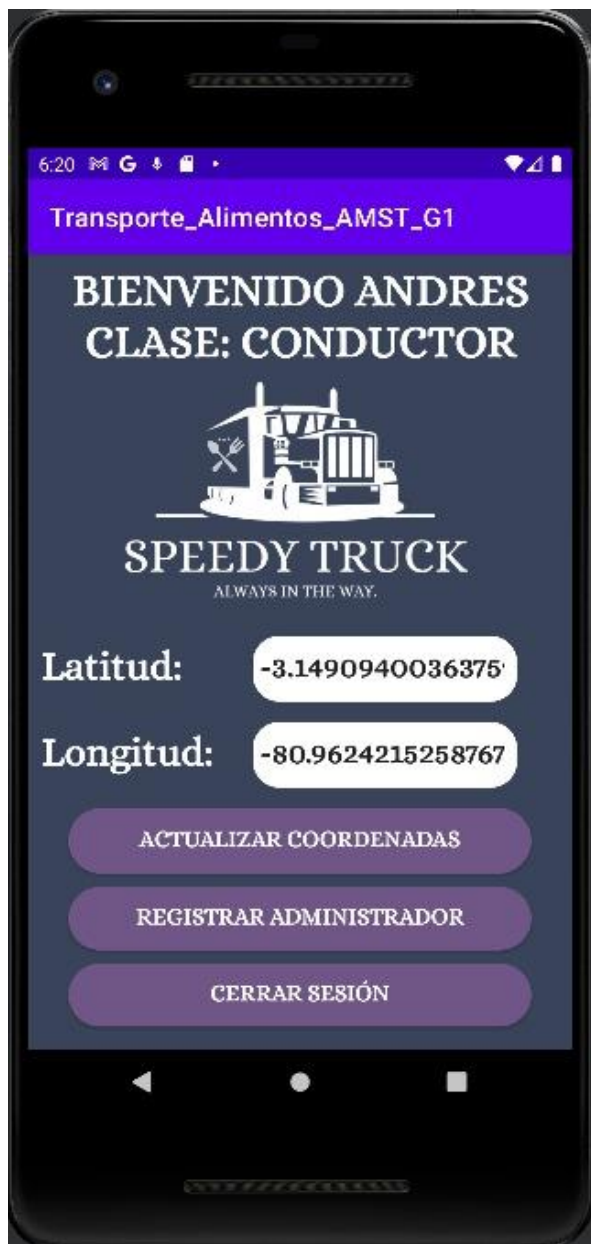 6:20
Transporte_Alimentos_AMST_G1
BIENVENIDO ANDRES
CLASE: CONDUCTOR
SPEEDY TRUCK
ALWAYS IN THE WAY.
Latitud:
-3.14909400363759
Longitud:
-80.9624215258767
ACTUALIZAR COORDENADAS
REGISTRAR ADMINISTRADOR
CERRAR SESIÓN